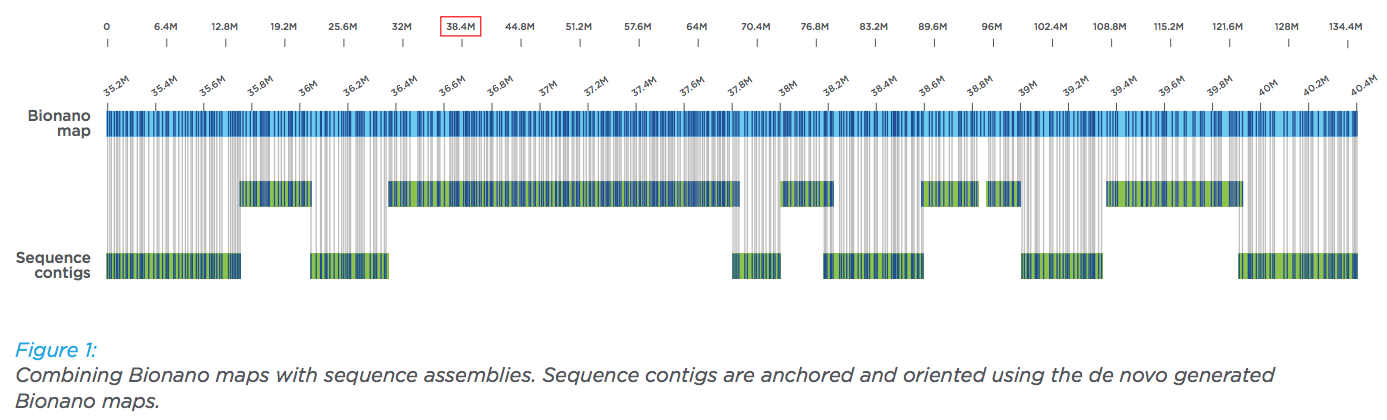 0 6.4M 12.8M 19.2M 25.6M 32M 38.4M 44.8M 51.2M 57.6M 64M 70.4M 76.8M 83.2M 89.6M 96M 102.4M 108.8M 115.2M 121.6M 128M 134.4M
35.2M 35.4M 35.6M 35.8M 36M 36.2M 36.4M 36.6M 36.8M 37M 37.2M 37.4M 37.6M 37.8M 38M 38.2M 38.4M 38.6M 38.8M 39M 39.2M 39.4M 39.6M 39.8M 40M 40.2M 40.4M
Bionano
map
Sequence
contigs
Figure 1:
Combining Bionano maps with sequence assemblies. Sequence contigs are anchored and oriented using the de novo generated
Bionano maps.